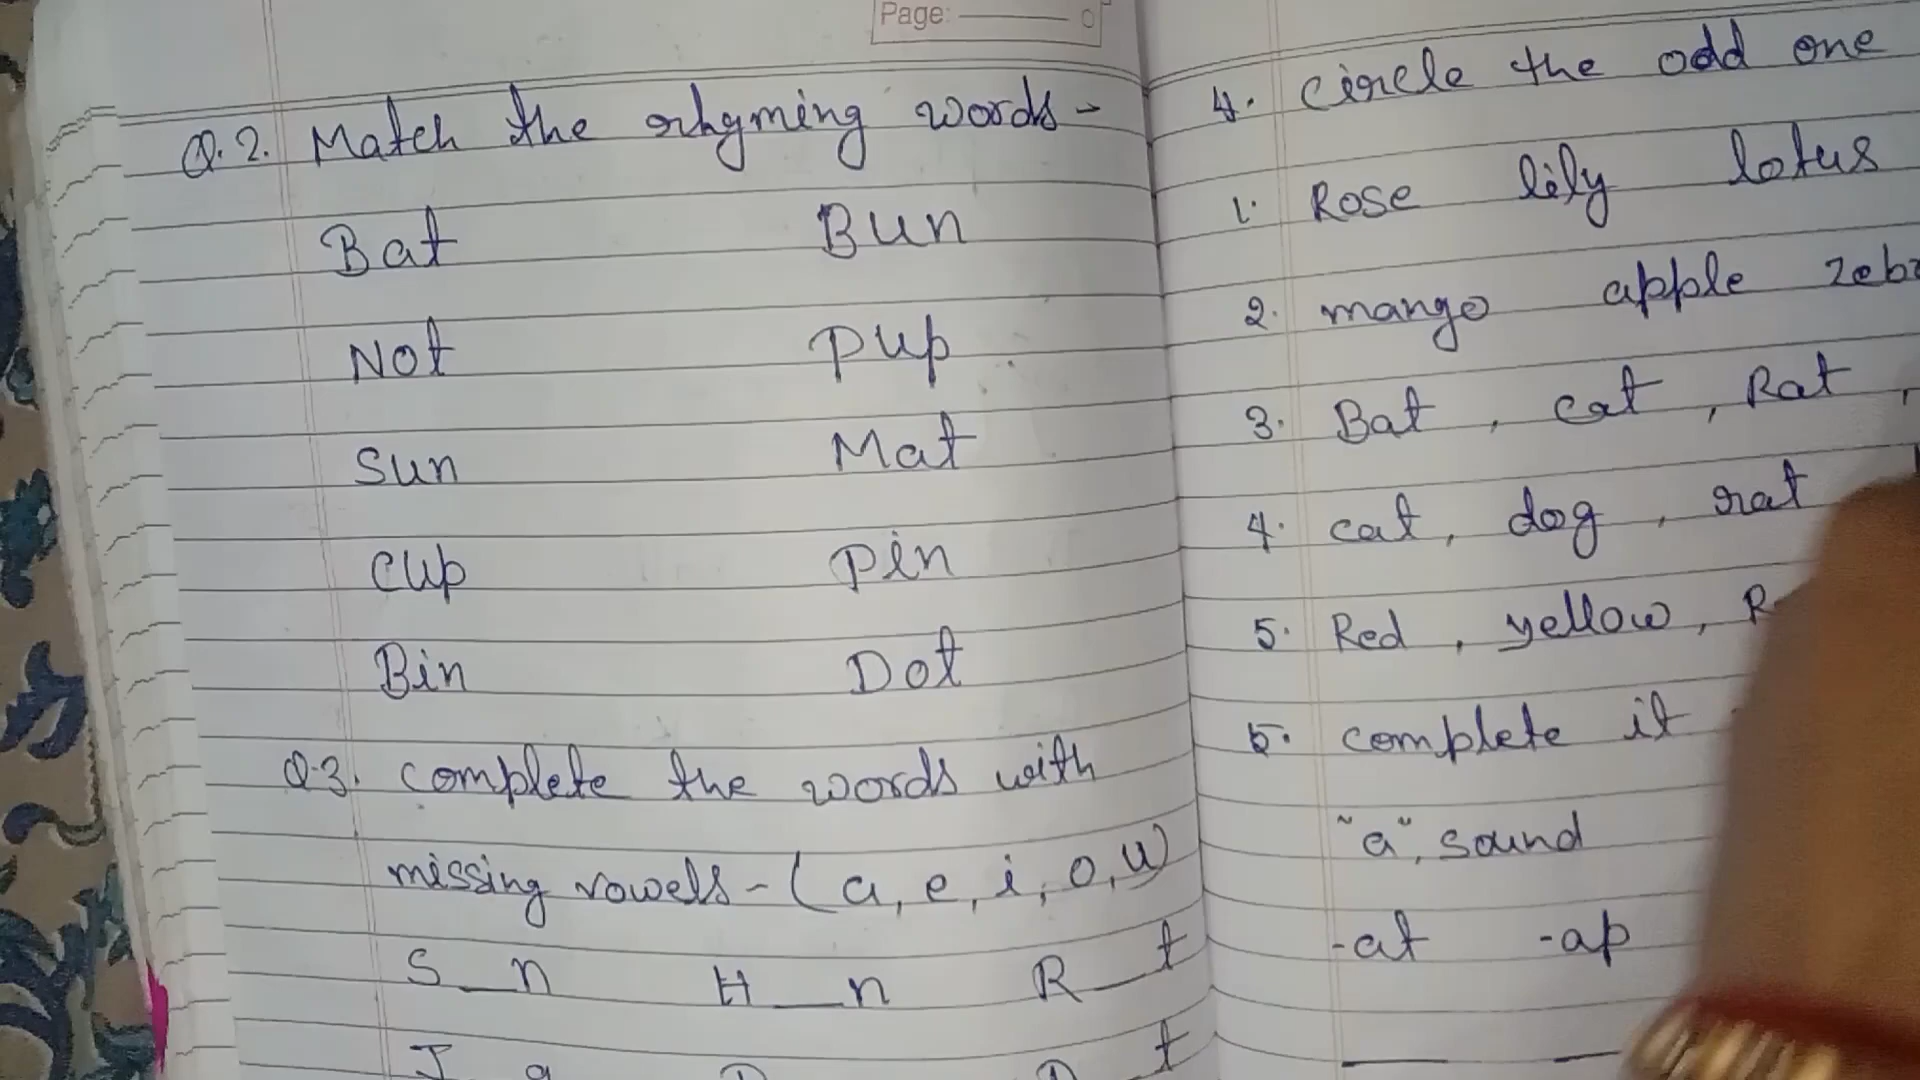 Page:
Q.2. Match the rhyming words-
Bat Bun
Not Pup
Sun Mat
Cup Pin
Bin Dot
Q.3. Complete the words with
missing vowels - (a, e, i, o, u)
S_n H_n R_t
4. Circle the odd one
1. Rose lily lotus
2. mango apple
3. Bat, cat, Rat,
4. cat, dog, rat
5. Red, yellow,
5. complete it
"a" sound
-at -ap